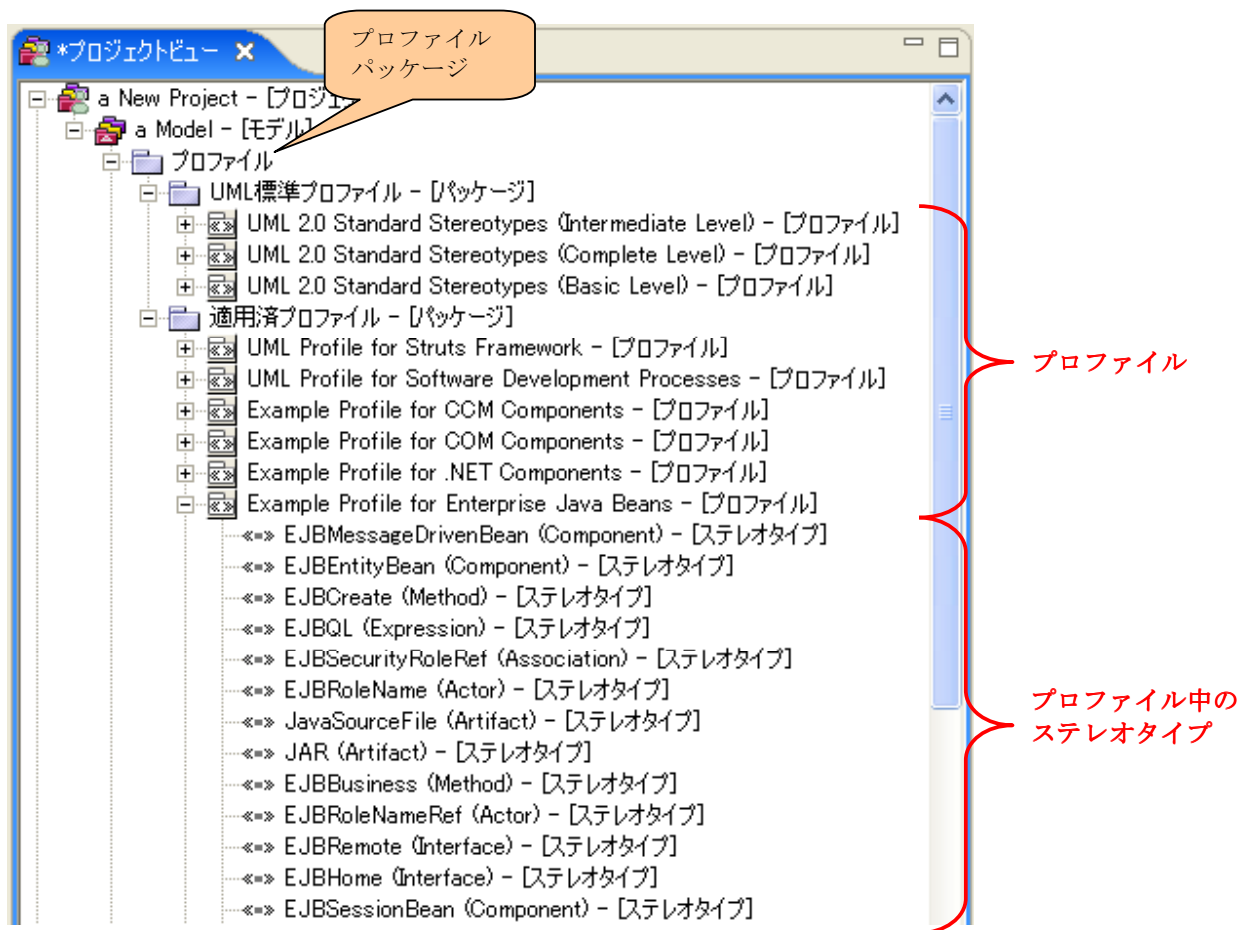 *プロジェクトビュー
プロファイル
パッケージ
a New Project - [プロジェ
a Model - [モデル]
プロファイル
UML標準プロファイル - [パッケージ]
UML 2.0 Standard Stereotypes (Intermediate Level) - [プロファイル]
UML 2.0 Standard Stereotypes (Complete Level) - [プロファイル]
UML 2.0 Standard Stereotypes (Basic Level) - [プロファイル]
適用済プロファイル - [パッケージ]
UML Profile for Struts Framework - [プロファイル]
UML Profile for Software Development Processes - [プロファイル]
Example Profile for CCM Components - [プロファイル]
Example Profile for COM Components - [プロファイル]
Example Profile for .NET Components - [プロファイル]
Example Profile for Enterprise Java Beans - [プロファイル]
プロファイル
«=» EJBMessageDrivenBean (Component) - [ステレオタイプ]
«=» EJBEntityBean (Component) - [ステレオタイプ]
«=» EJBCreate (Method) - [ステレオタイプ]
«=» EJBQL (Expression) - [ステレオタイプ]
«=» EJBSecurityRoleRef (Association) - [ステレオタイプ]
«=» EJBRoleName (Actor) - [ステレオタイプ]
«=» JavaSourceFile (Artifact) - [ステレオタイプ]
«=» JAR (Artifact) - [ステレオタイプ]
«=» EJBBusiness (Method) - [ステレオタイプ]
«=» EJBRoleNameRef (Actor) - [ステレオタイプ]
«=» EJBRemote (Interface) - [ステレオタイプ]
«=» EJBHome (Interface) - [ステレオタイプ]
«=» EJBSessionBean (Component) - [ステレオタイプ]
プロファイル中の
ステレオタイプ